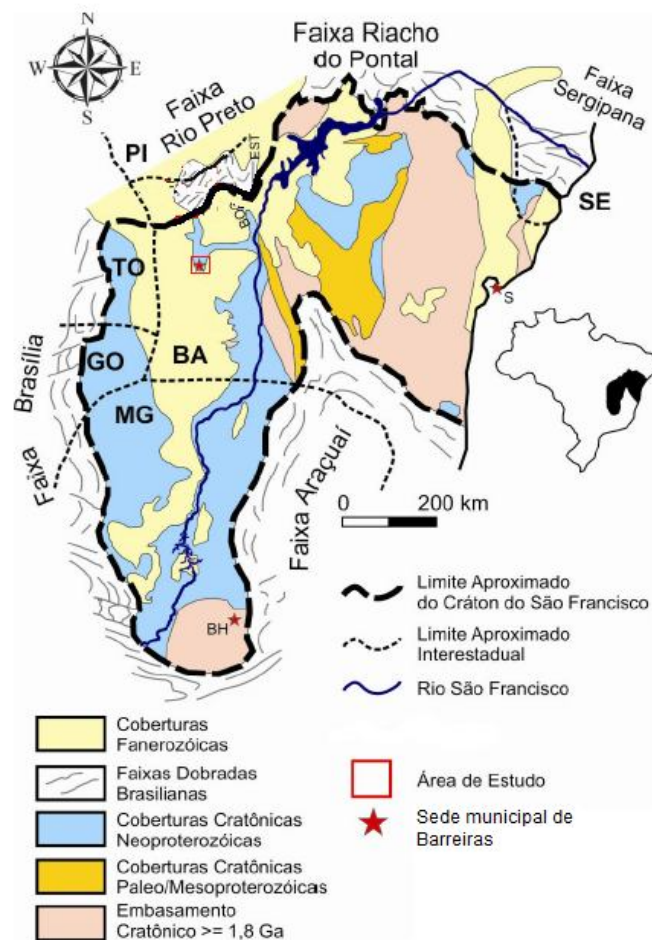 N
W
E
S
Faixa Riacho
do Pontal
Faixa
Sergipana
Faixa
Rio Preto
PI
EST
BOq
SE
TO
S
GO
BA
MG
Brasília
Faixa
Faixa Araçuaí
0 200 km
BH
Limite Aproximado
do Cráton do São Francisco
Limite Aproximado
Interestadual
Rio São Francisco
Área de Estudo
Sede municipal de
Barreiras
Coberturas
Fanerozóicas
Faixas Dobradas
Brasilianas
Coberturas Cratônicas
Neoproterozóicas
Coberturas Cratônicas
Paleo/Mesoproterozóicas
Embasamento
Cratônico >= 1,8 Ga